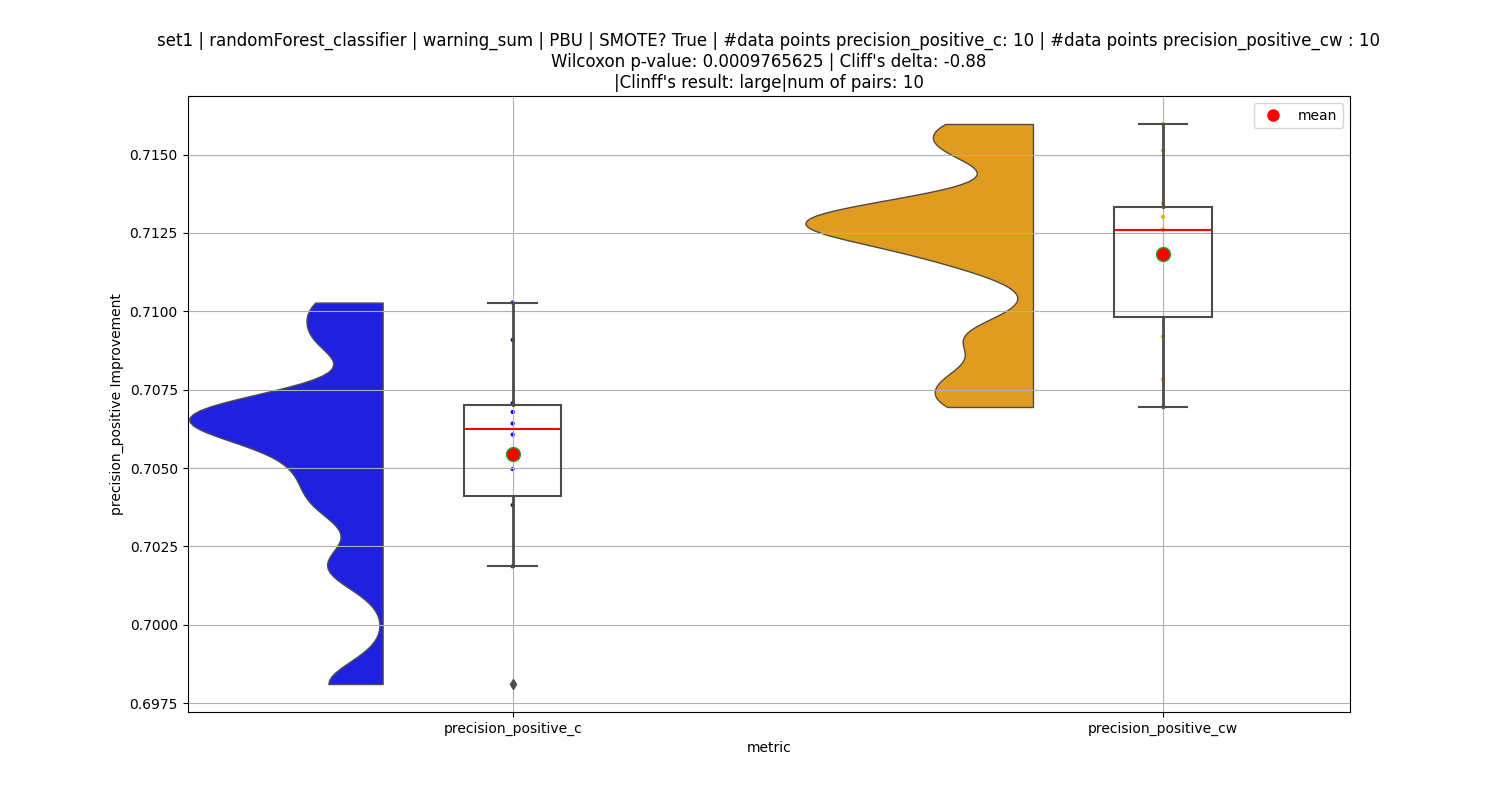 set1 | randomForest_classifier | warning_sum | PBU | SMOTE? True | #data points precision_positive_c: 10 | #data points precision_positive_cw : 10
Wilcoxon p-value: 0.0009765625 | Cliff's delta: -0.88
|Clinff's result: large|num of pairs: 10
mean
0.7150
0.7125
0.7100
0.7075
0.7050
0.7025
0.7000
0.6975
precision_positive Improvement
precision_positive_c
precision_positive_cw
metric